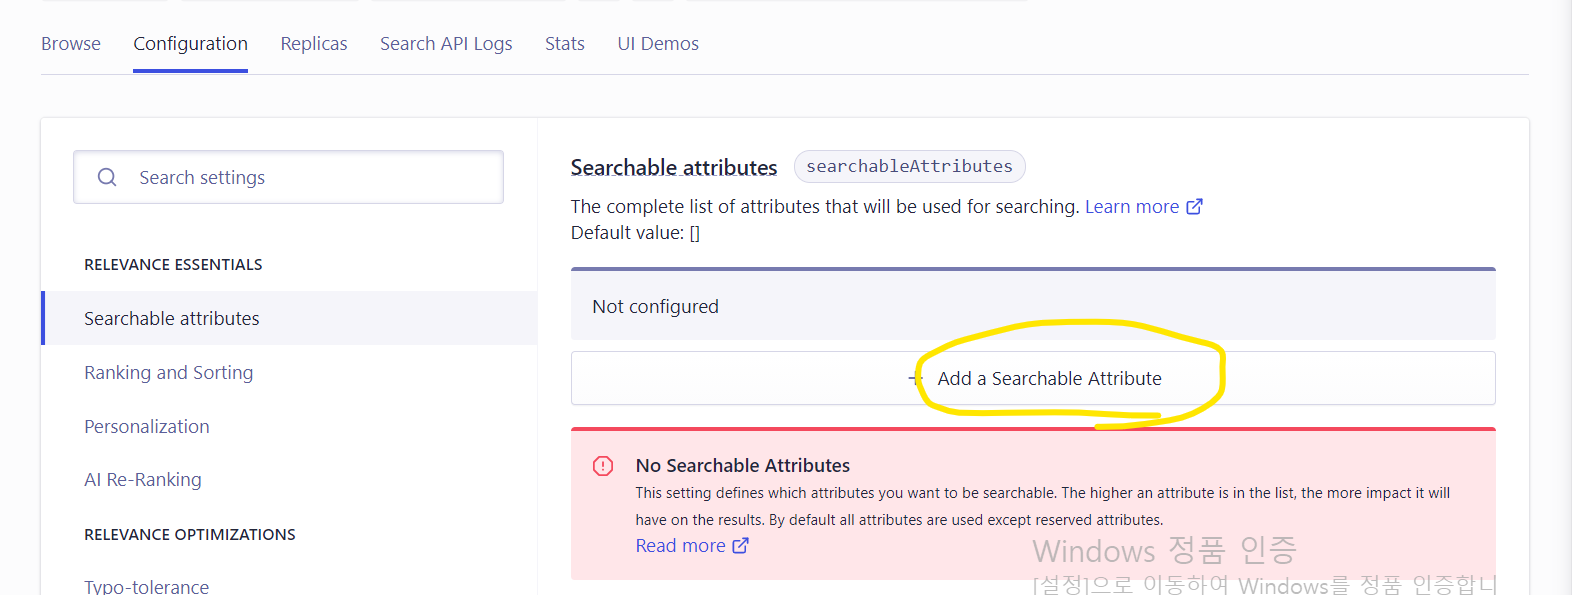 Browse Configuration Replicas Search API Logs Stats UI Demos
Search settings
RELEVANCE ESSENTIALS
Searchable attributes
Ranking and Sorting
Personalization
AI Re-Ranking
RELEVANCE OPTIMIZATIONS
Typo-tolerance
Searchable attributes searchableAttributes
The complete list of attributes that will be used for searching. Learn more
Default value: []
Not configured
+ Add a Searchable Attribute
No Searchable Attributes
This setting defines which attributes you want to be searchable. The higher an attribute is in the list, the more impact it will
have on the results. By default all attributes are used except reserved attributes.
Read more
Windows 정품 인증
[설정]으로 이동하여 Windows를 정품 인증합니